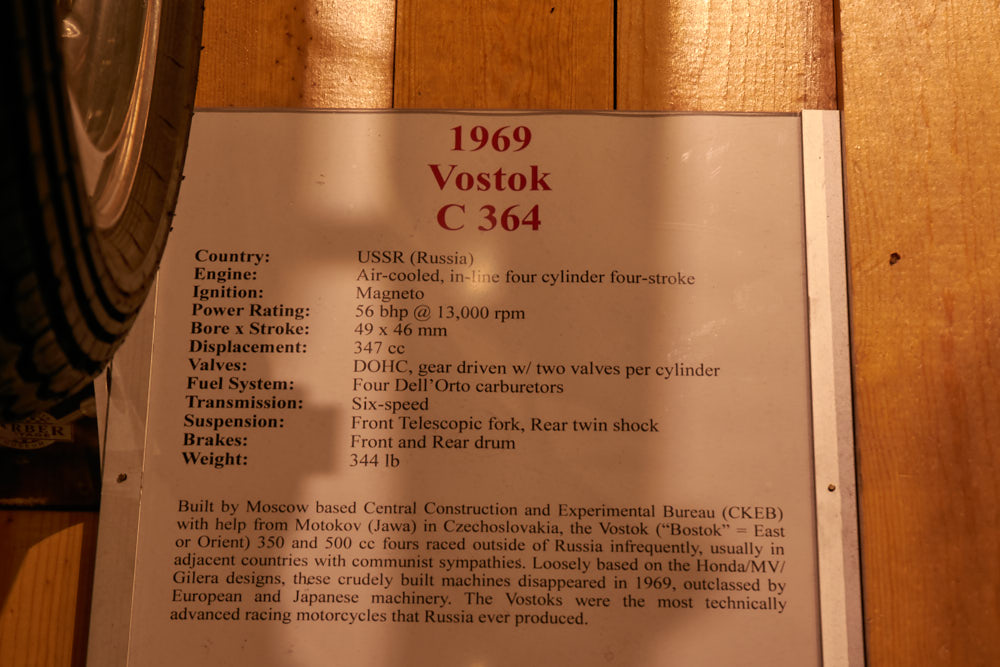 1969
Vostok
C 364
Country: USSR (Russia)
Engine: Air-cooled, in-line four cylinder four-stroke
Ignition: Magneto
Power Rating: 56 bhp @ 13,000 rpm
Bore x Stroke: 49 x 46 mm
Displacement: 347 cc
Valves: DOHC, gear driven w/ two valves per cylinder
Fuel System: Four Dell'Orto carburetors
Transmission: Six-speed
Suspension: Front Telescopic fork, Rear twin shock
Brakes: Front and Rear drum
Weight: 344 lb
Built by Moscow based Central Construction and Experimental Bureau (CKEB)
with help from Motokov (Jawa) in Czechoslovakia, the Vostok ("Bostok" = East
or Orient) 350 and 500 cc fours raced outside of Russia infrequently, usually in
adjacent countries with communist sympathies. Loosely based on the Honda/MV/
Gilera designs, these crudely built machines disappeared in 1969, outclassed by
European and Japanese machinery. The Vostoks were the most technically
advanced racing motorcycles that Russia ever produced.